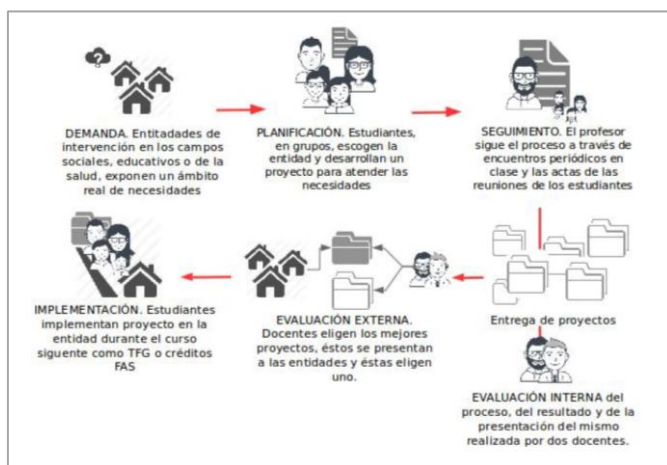 ?
DEMANDA. Entitadades de
intervención en los campos
sociales, educativos o de la
salud, exponen un ámbito
real de necesidades
PLANIFICACIÓN. Estudiantes,
en grupos, escogen la
entidad y desarrollan un
proyecto para atender las
necesidades
SEGUIMIENTO. El profesor
sigue el proceso a través de
encuentros periódicos en
clase y las actas de las
reuniones de los estudiantes
Entrega de proyectos
EVALUACIÓN INTERNA del
proceso, del resultado y de la
presentación del mismo
realizada por dos docentes.
EVALUACIÓN EXTERNA.
Docentes eligen los mejores
proyectos, éstos se presentan
a las entidades y éstas eligen
uno.
IMPLEMENTACIÓN. Estudiantes
implementan proyecto en la
entidad durante el curso
siguente como TFG o créditos
FAS